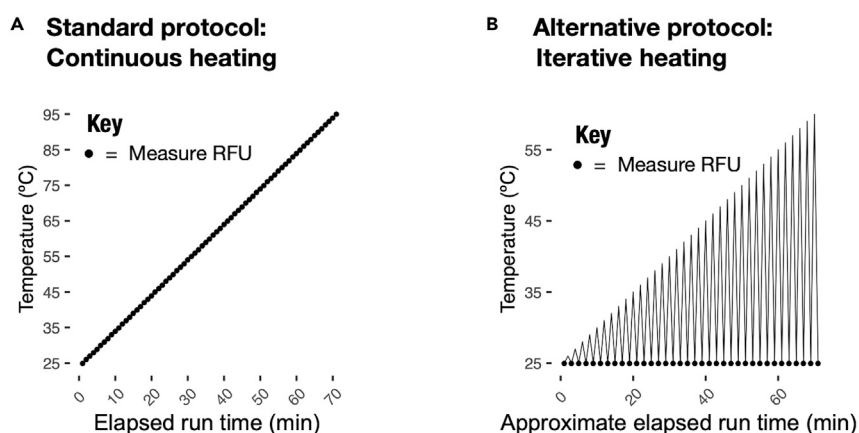 A Standard protocol:
Continuous heating
Key
● = Measure RFU
Temperature (ºC)
95
85
75
65
55
45
35
25
0 10 20 30 40 50 60 70
Elapsed run time (min)
B Alternative protocol:
Iterative heating
Key
● = Measure RFU
Temperature (ºC)
55
45
35
25
0 20 40 60
Approximate elapsed run time (min)